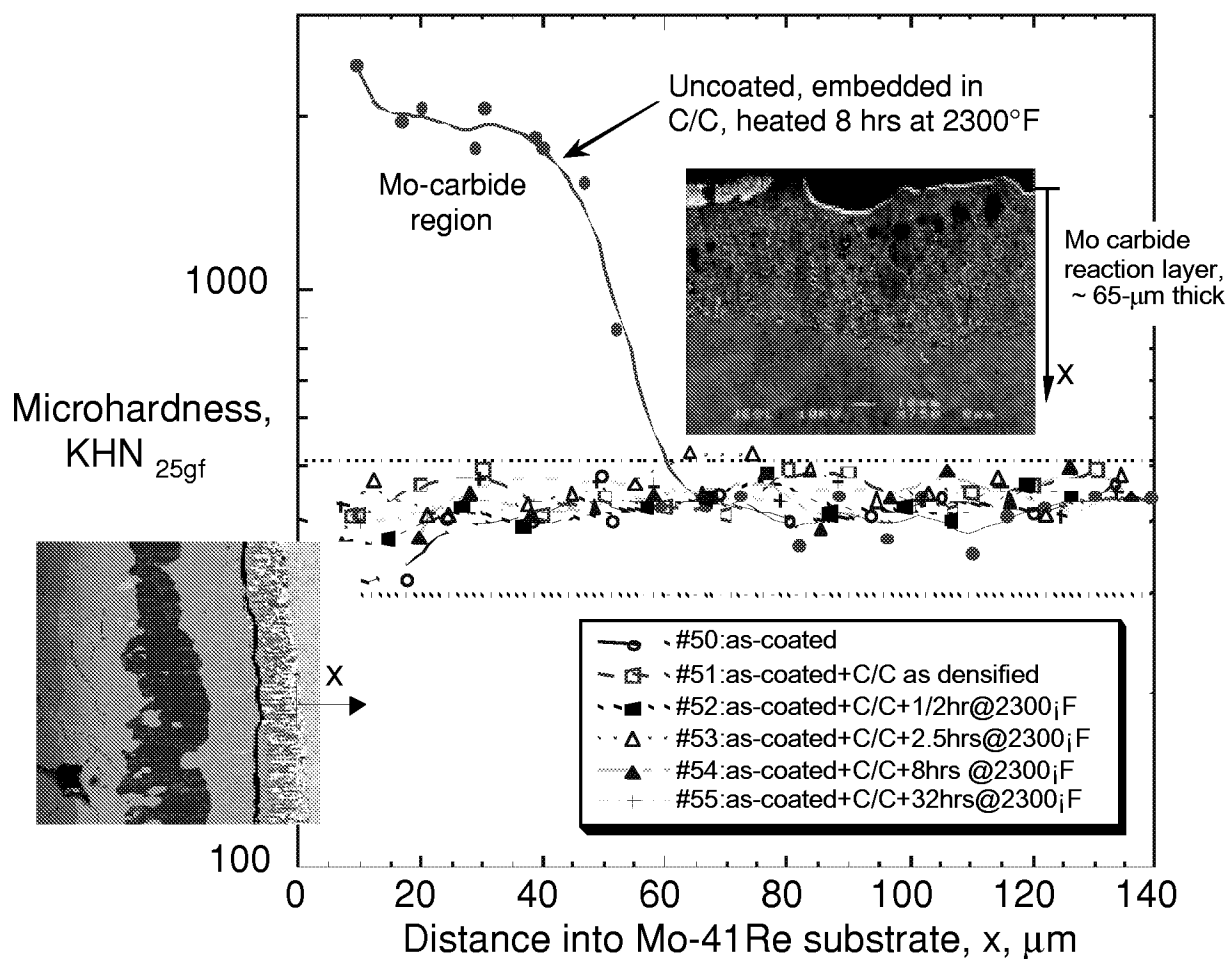 Uncoated, embedded in
C/C, heated 8 hrs at 2300°F
Mo-carbide
region
Mo carbide
reaction layer,
~ 65-μm thick
X
1000
Microhardness,
KHN 25gf
X
#50:as-coated
#51:as-coated+C/C as densified
#52:as-coated+C/C+1/2hr@2300¡F
#53:as-coated+C/C+2.5hrs@2300¡F
#54:as-coated+C/C+8hrs @2300¡F
#55:as-coated+C/C+32hrs@2300¡F
100
0 20 40 60 80 100 120 140
Distance into Mo-41Re substrate, x, μm